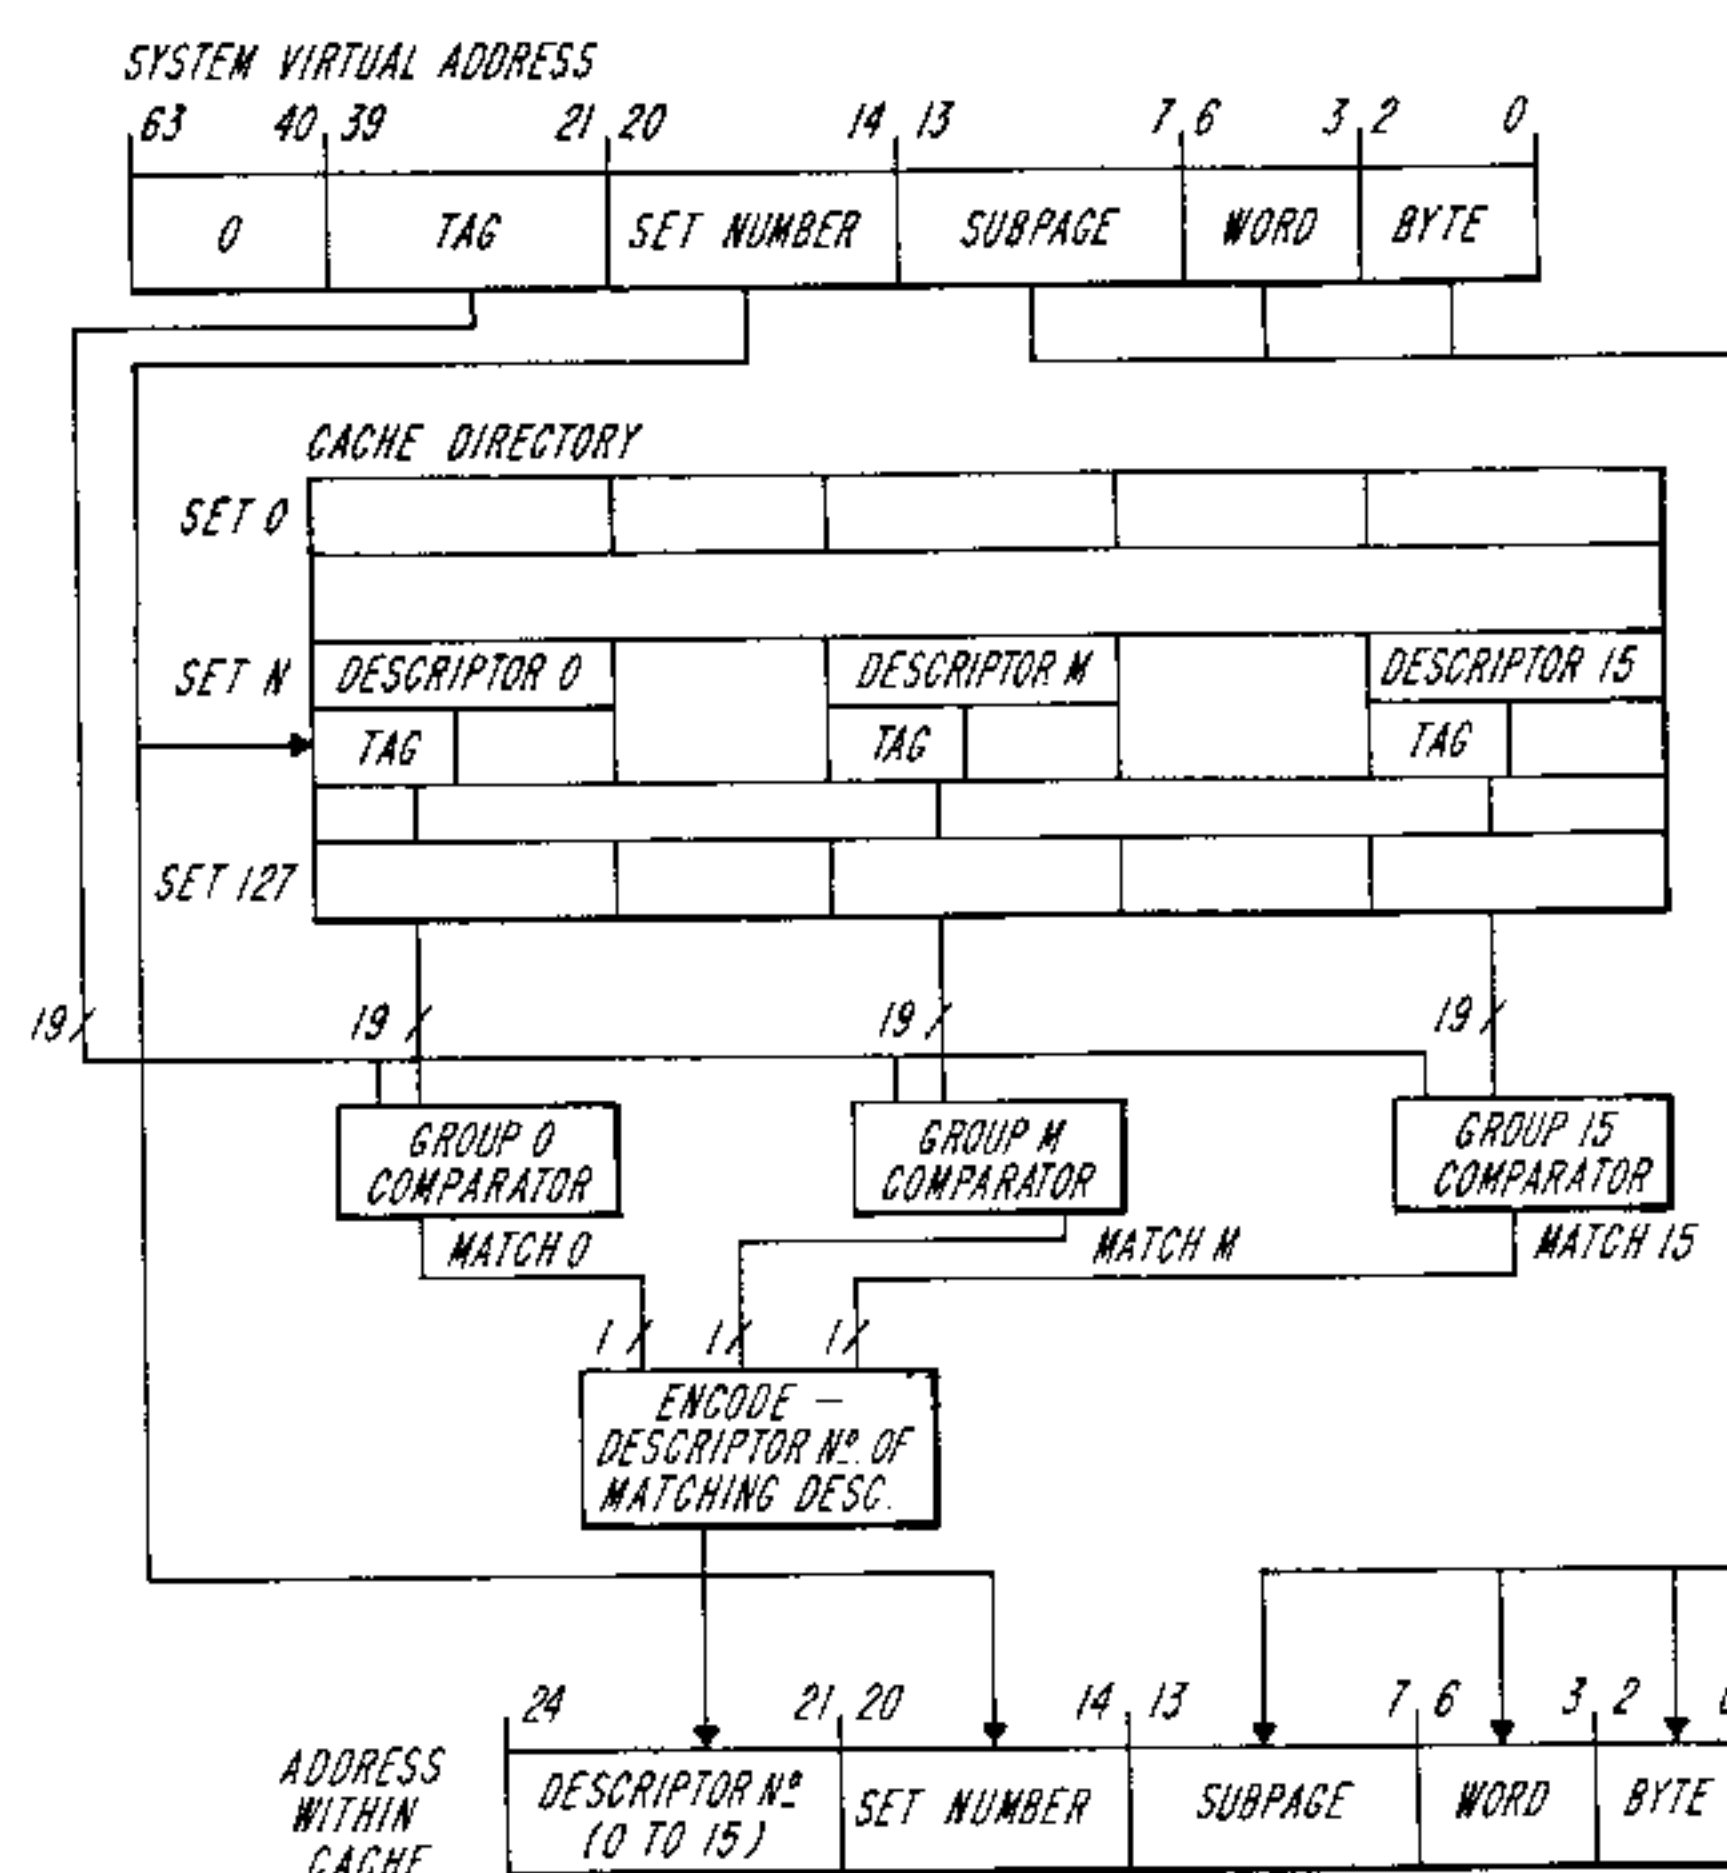 SYSTEM VIRTUAL ADDRESS
63 40 39 21 20 14 13 7 6 3 2 0
0 TAG SET NUMBER SUBPAGE WORD BYTE
CACHE DIRECTORY
SET 0
SET N DESCRIPTOR 0 DESCRIPTOR M DESCRIPTOR 15
TAG TAG TAG
SET 127
19 19 19 19
GROUP 0 COMPARATOR
GROUP M COMPARATOR
GROUP 15 COMPARATOR
MATCH 0 MATCH M MATCH 15
1 1 1
ENCODE –
DESCRIPTOR Nº. OF
MATCHING DESC.
24 21 20 14 13 7 6 3 2
ADDRESS
WITHIN
CACHE
DESCRIPTOR Nº
(0 TO 15)
SET NUMBER SUBPAGE WORD BYTE